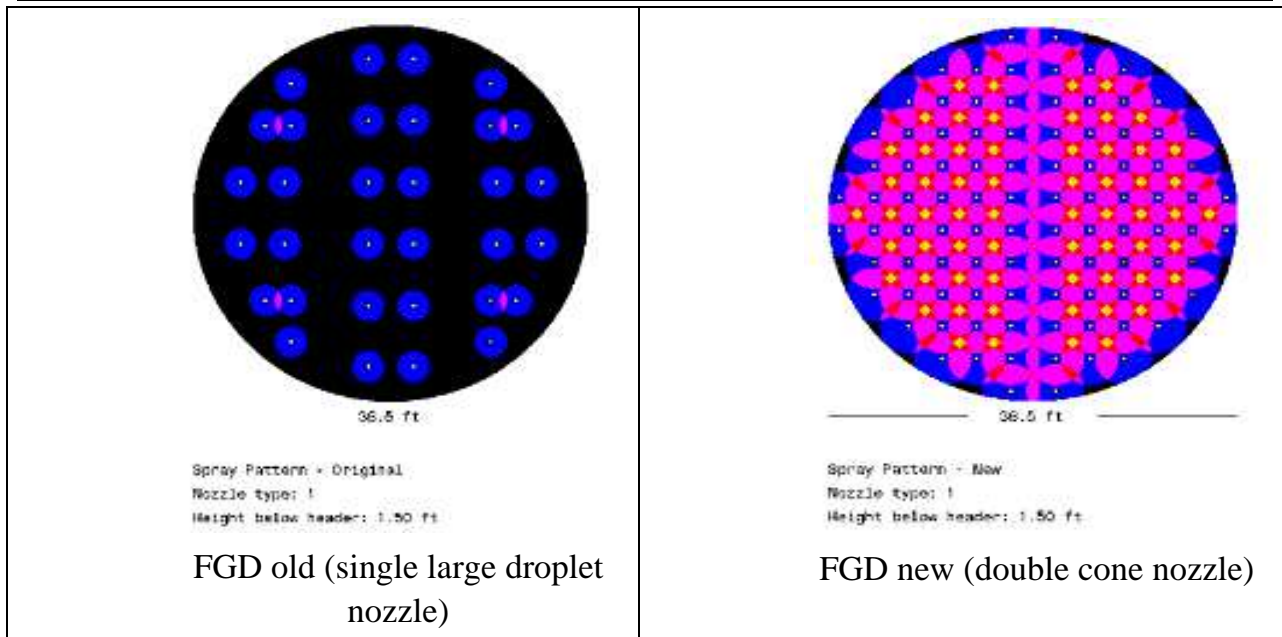 36.5 ft
Spray Pattern - Original
Nozzle type: 1
Height below header: 1.50 ft
FGD old (single large droplet
nozzle)
36.5 ft
Spray Pattern - New
Nozzle type: 1
Height below header: 1.50 ft
FGD new (double cone nozzle)